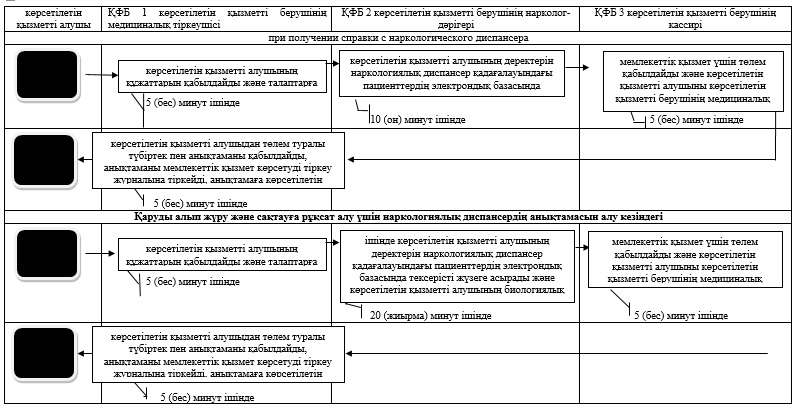 көрсетілетін
қызметті алушы
ҚФБ 1 көрсетілетін қызметті берушінің
медициналық тіркеушісі
ҚФБ 2 көрсетілетін қызметті берушінің нарколог-
дәрігері
ҚФБ 3 көрсетілетін қызметті берушінің
кассирі
при получении справки с наркологического диспансера
көрсетілетін қызметті алушының
құжаттарын қабылдайды және талаптарға
5 (бес) минут ішінде
көрсетілетін қызметті алушының деректерін
наркологиялық диспансер қадағалауындағы
пациенттердің электрондық базасында
10 (он) минут ішінде
мемлекеттік қызмет үшін төлем
қабылдайды және көрсетілетін
қызметті алушыны көрсетілетін
қызметті берушінің медициналық
5 (бес) минут ішінде
көрсетілетін қызметті алушыдан төлем туралы
түбіртек пен анықтаманы қабылдайды,
анықтаманы мемлекеттік қызмет көрсетуді тіркеу
журналына тіркейді, анықтамаға көрсетілетін
5 (бес) минут ішінде
Қаруды алып жүру және сақтауға рұқсат алу үшін наркологиялық диспансердің анықтамасын алу кезіндегі
көрсетілетін қызметті алушының
құжаттарын қабылдайды және талаптарға
5 (бес) минут ішінде
ішінде көрсетілетін қызметті алушының
деректерін наркологиялық диспансер
қадағалауындағы пациенттердің электрондық
базасында тексерісті жүзеге асырады және
көрсетілетін қызметті алушының биологиялық
20 (жиырма) минут ішінде
мемлекеттік қызмет үшін төлем
қабылдайды және көрсетілетін
қызметті алушыны көрсетілетін
қызметті берушінің медициналық
5 (бес) минут ішінде
көрсетілетін қызметті алушыдан төлем туралы
түбіртек пен анықтаманы қабылдайды,
анықтаманы мемлекеттік қызмет көрсетуді тіркеу
журналына тіркейді, анықтамаға көрсетілетін
5 (бес) минут ішінде